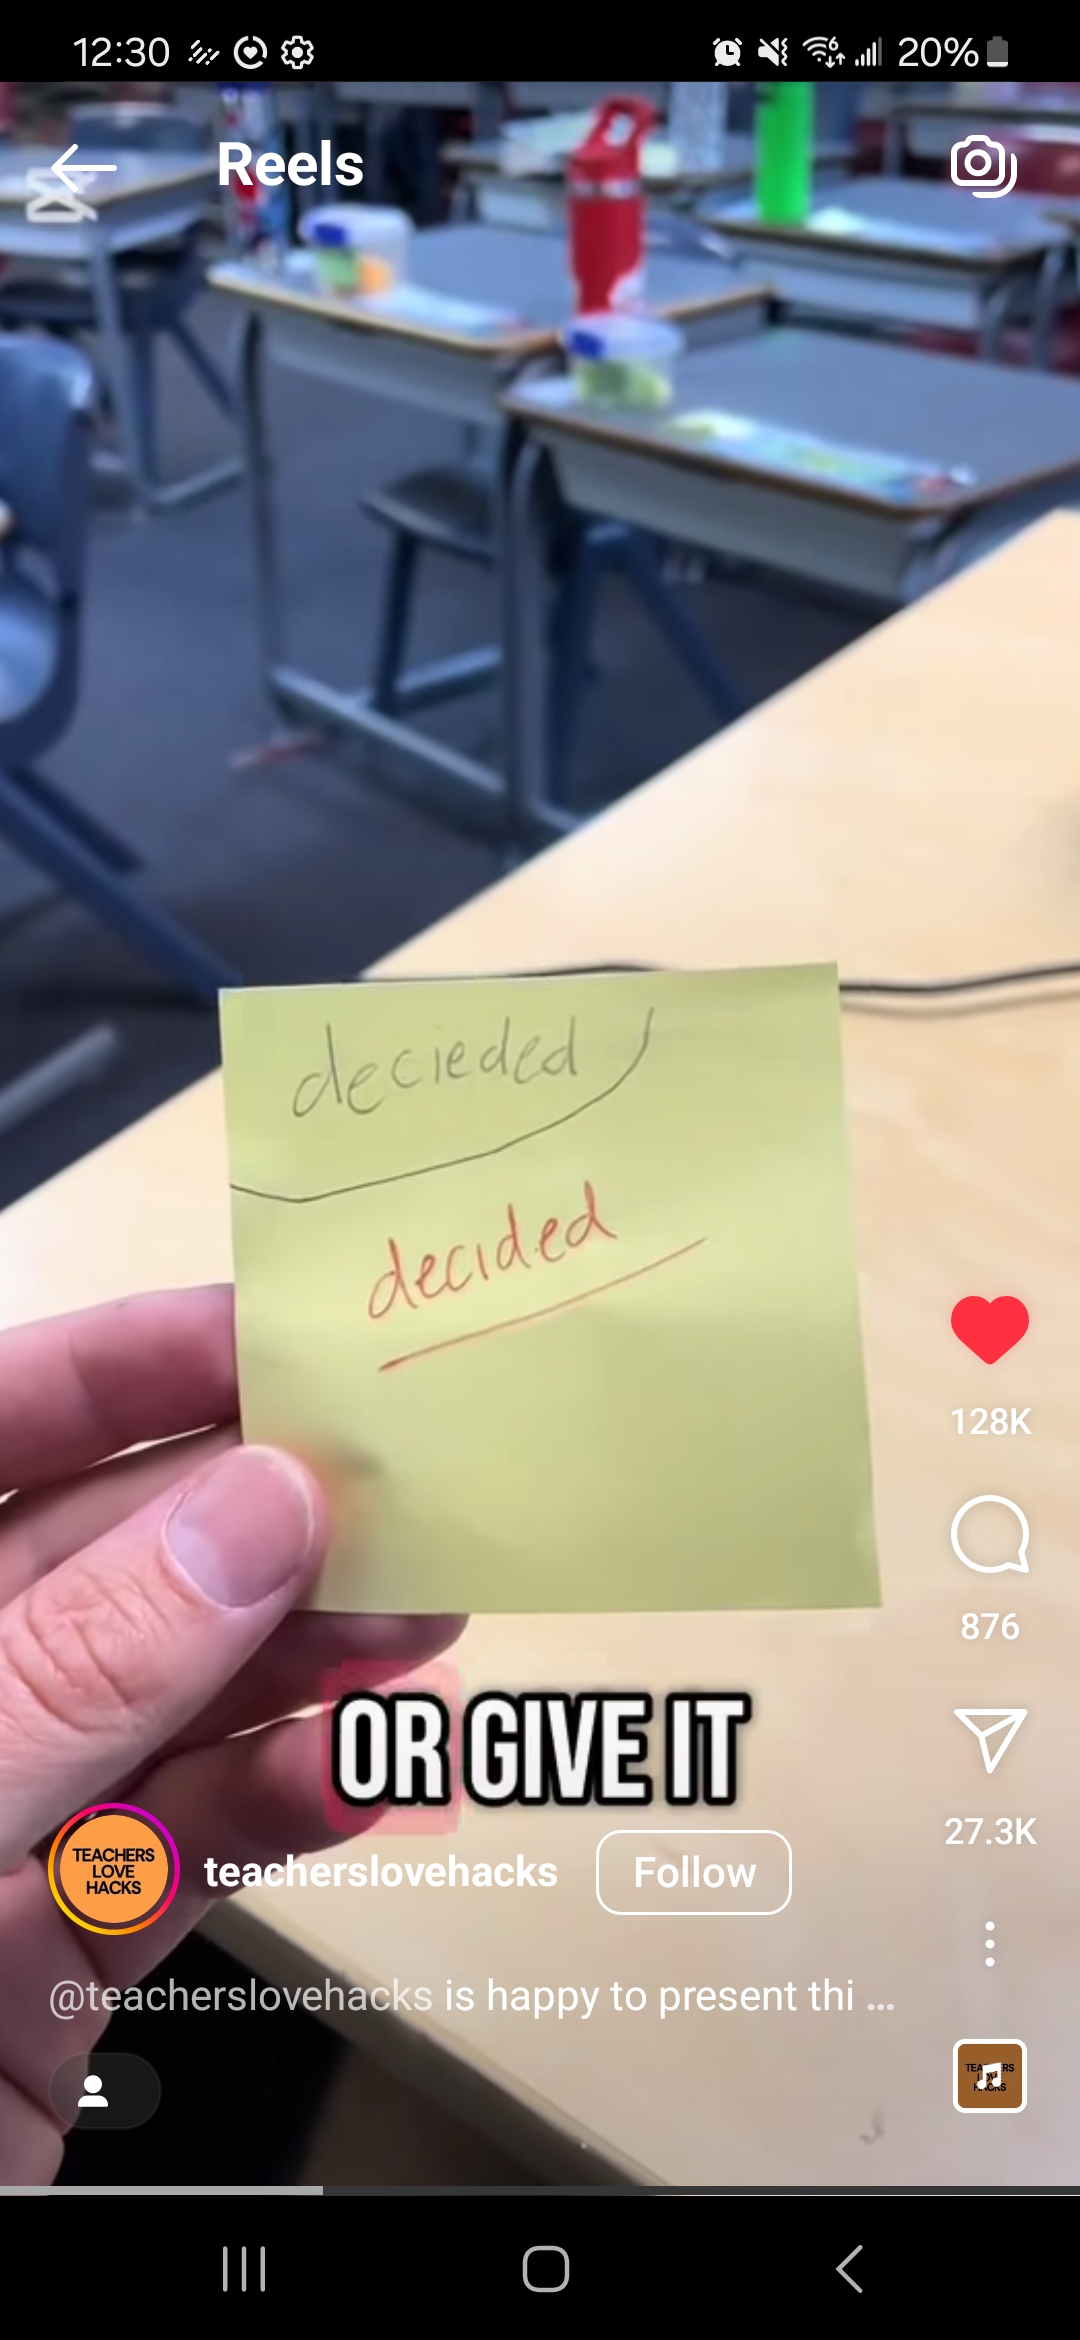 12:30
20%
Reels
decieded
decided
OR GIVE IT
128K
876
27.3K
TEACHERS
LOVE
HACKS
teacherslovehacks
Follow
@teacherslovehacks is happy to present thi ...